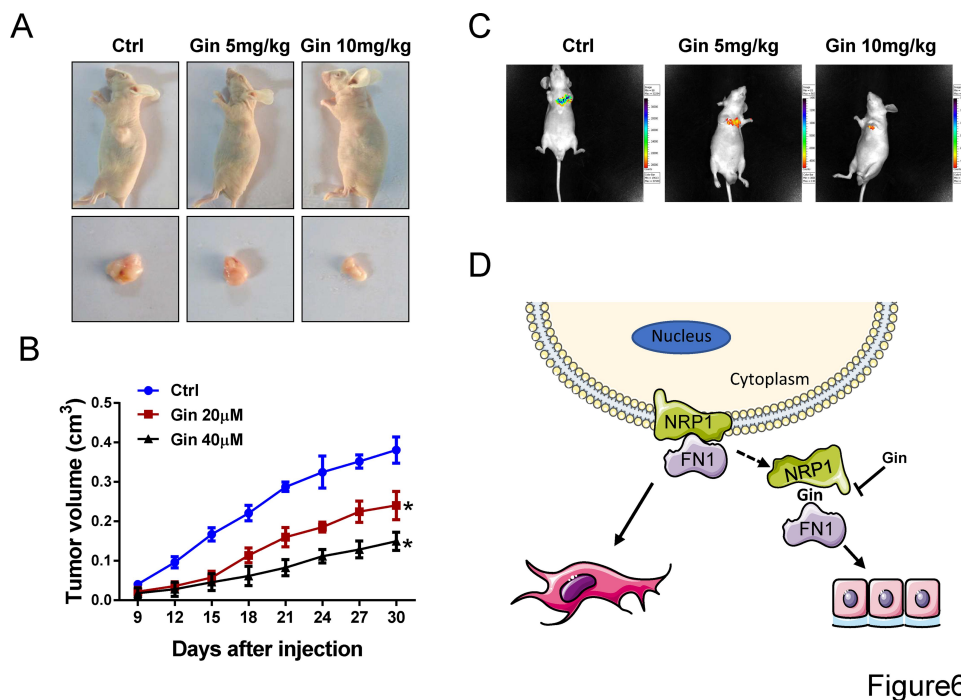 A
Ctrl Gin 5mg/kg Gin 10mg/kg
B
Ctrl
Gin 20μM
Gin 40μM
Tumor volume (cm³)
0.5
0.4
0.3
0.2
0.1
0.0
*
*
9 12 15 18 21 24 27 30
Days after injection
C
Ctrl Gin 5mg/kg Gin 10mg/kg
D
Nucleus
Cytoplasm
NRP1
FN1
NRP1
Gin
Gin
FN1
Figure6